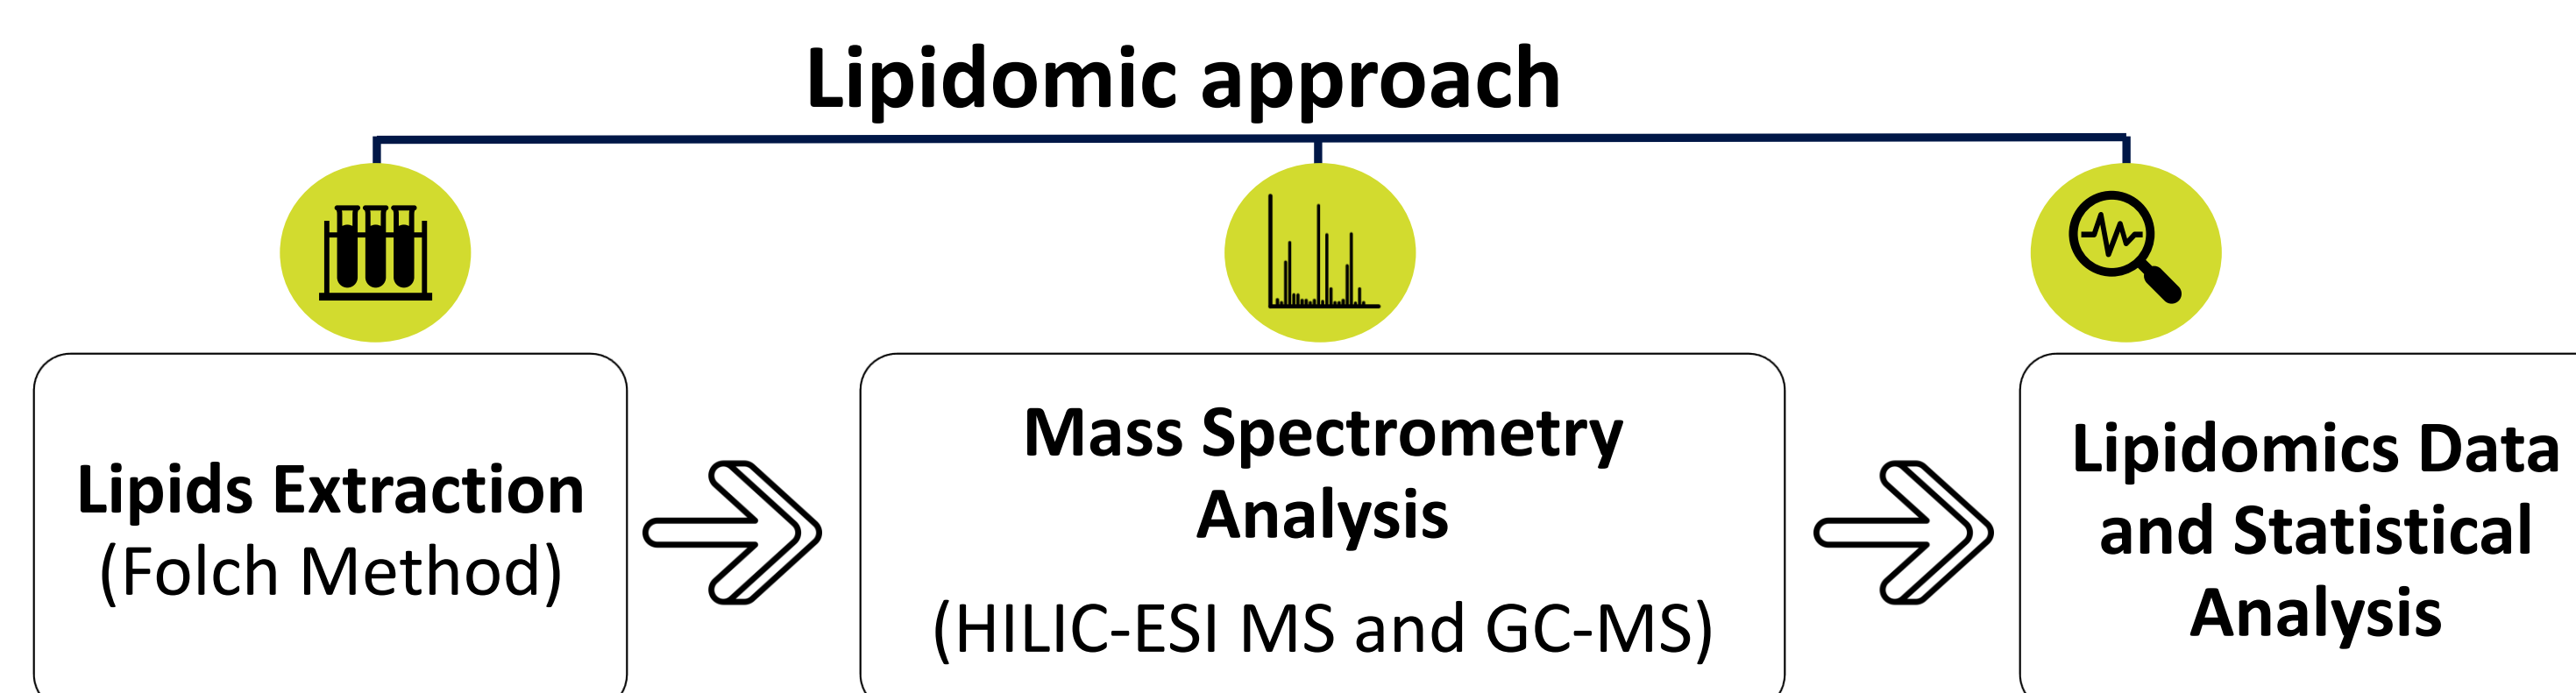 Lipidomic approach
Lipids Extraction
(Folch Method)
Mass Spectrometry
Analysis
(HILIC-ESI MS and GC-MS)
Lipidomics Data
and Statistical
Analysis